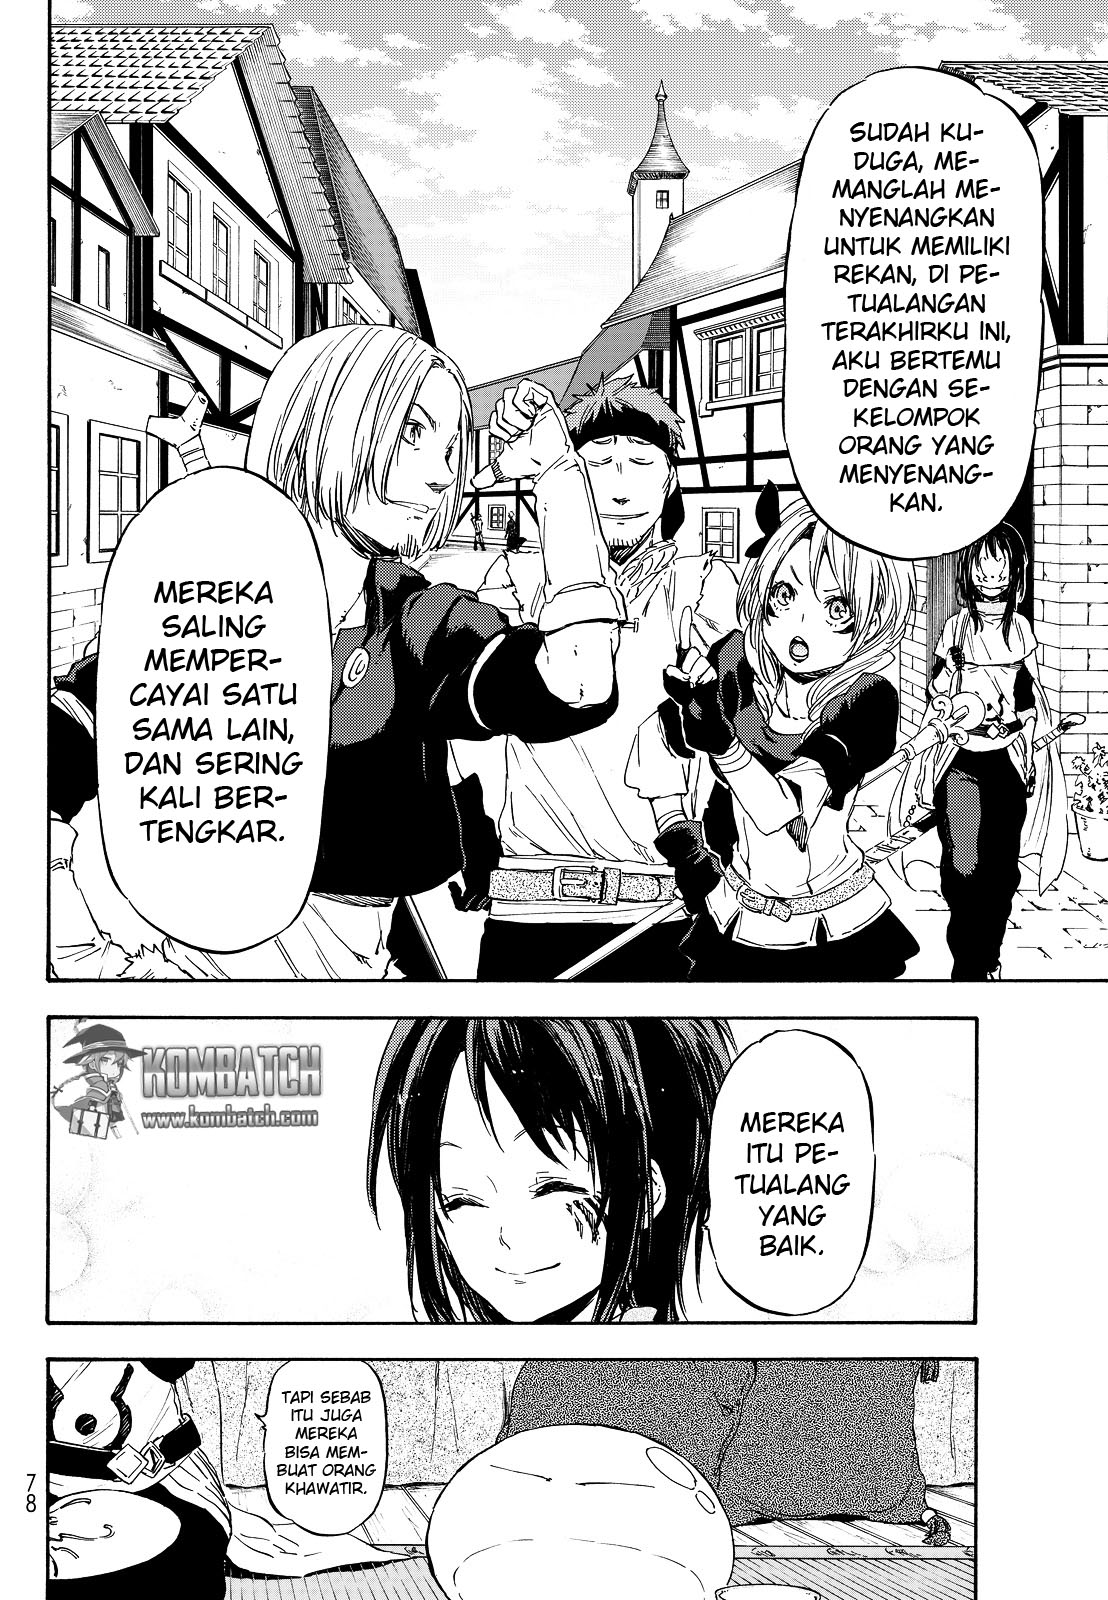 SUDAH KU-
DUGA, ME-
MANGLAH ME-
NYENANGKAN
UNTUK MEMILIKI
REKAN, DI PE-
TUALANGAN
TERAKHIRKU INI,
AKU BERTEMU
DENGAN SE-
KELOMPOK
ORANG YANG
MENYENANG-
KAN.
MEREKA
SALING
MEMPER-
CAYAI SATU
SAMA LAIN,
DAN SERING
KALI BER-
TENGKAR.
KOMBATCH
www.kombatch.com
MEREKA
ITU PE-
TUALANG
YANG
BAIK.
TAPI SEBAB
ITU JUGA
MEREKA
BISA MEM-
BUAT ORANG
KHAWATIR.
78